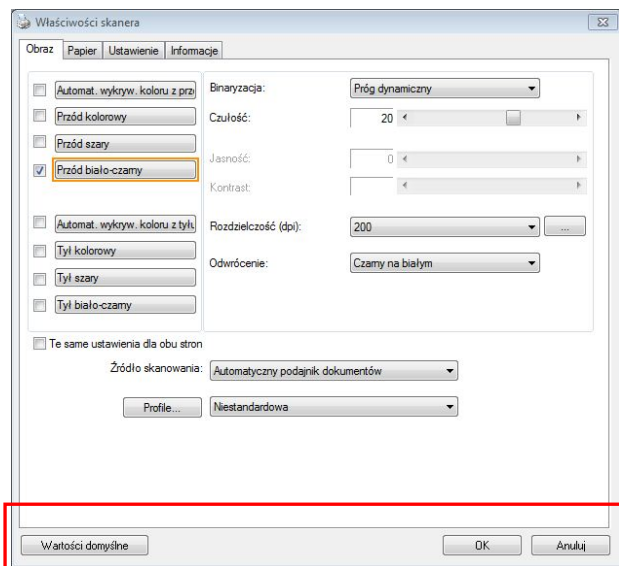 Właściwości skanera
Obraz Papier Ustawienie Informacje
Automat. wykryw. koloru z prz
Przód kolorowy
Przód szary
Przód biało-czarny
Automat. wykryw. koloru z tyłu
Tył kolorowy
Tył szary
Tył biało-czarny
Binaryzacja: Próg dynamiczny
Czułość: 20
Jasność: 0
Kontrast:
Rozdzielczość (dpi): 200 ...
Odwrócenie: Czarny na białym
Te same ustawienia dla obu stron
Źródło skanowania: Automatyczny podajnik dokumentów
Profile... Niestandardowa
Wartości domyślne OK Anuluj